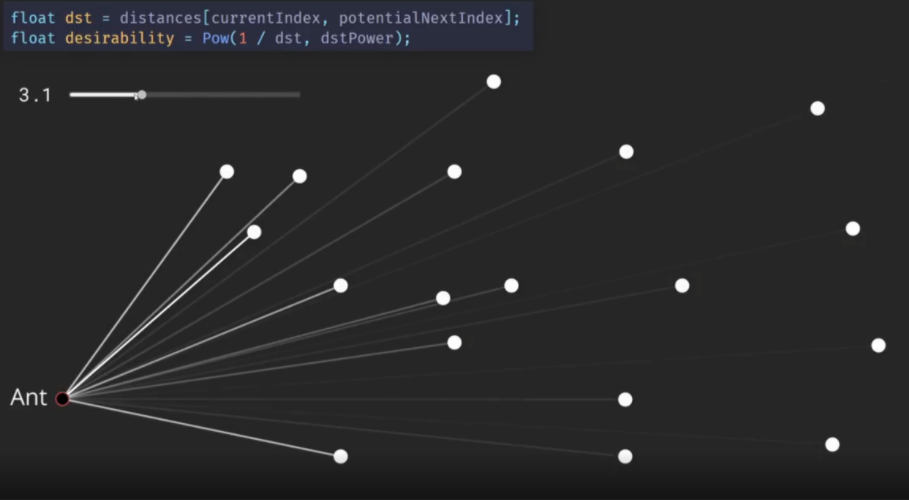 float dst = distances[currentIndex, potentialNextIndex];
float desirability = Pow(1 / dst, dstPower);
3.1
Ant